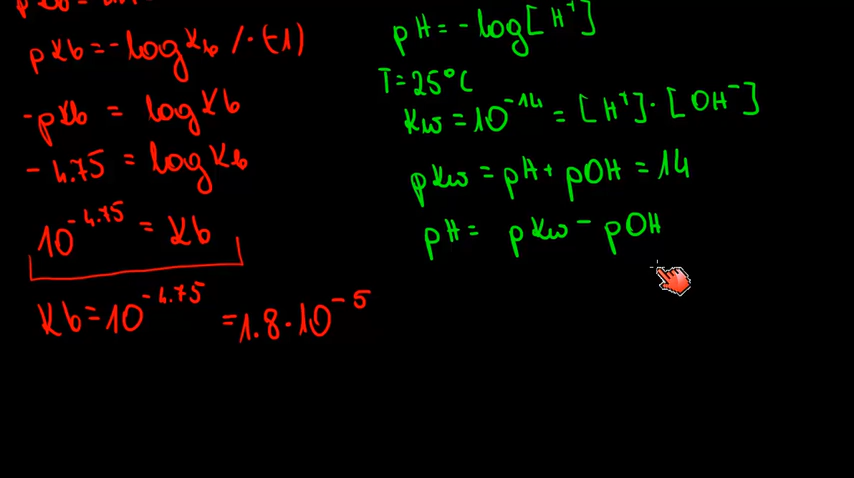 pKb = -log Kb /·(-1)
-pKb = log Kb
-4.75 = log Kb
10^-4.75 = Kb
Kb = 10^-4.75 = 1.8·10^-5
pH = -log[H+]
T = 25°C
Kw = 10^-14 = [H+]·[OH-]
pKw = pH + pOH = 14
pH = pKw - pOH